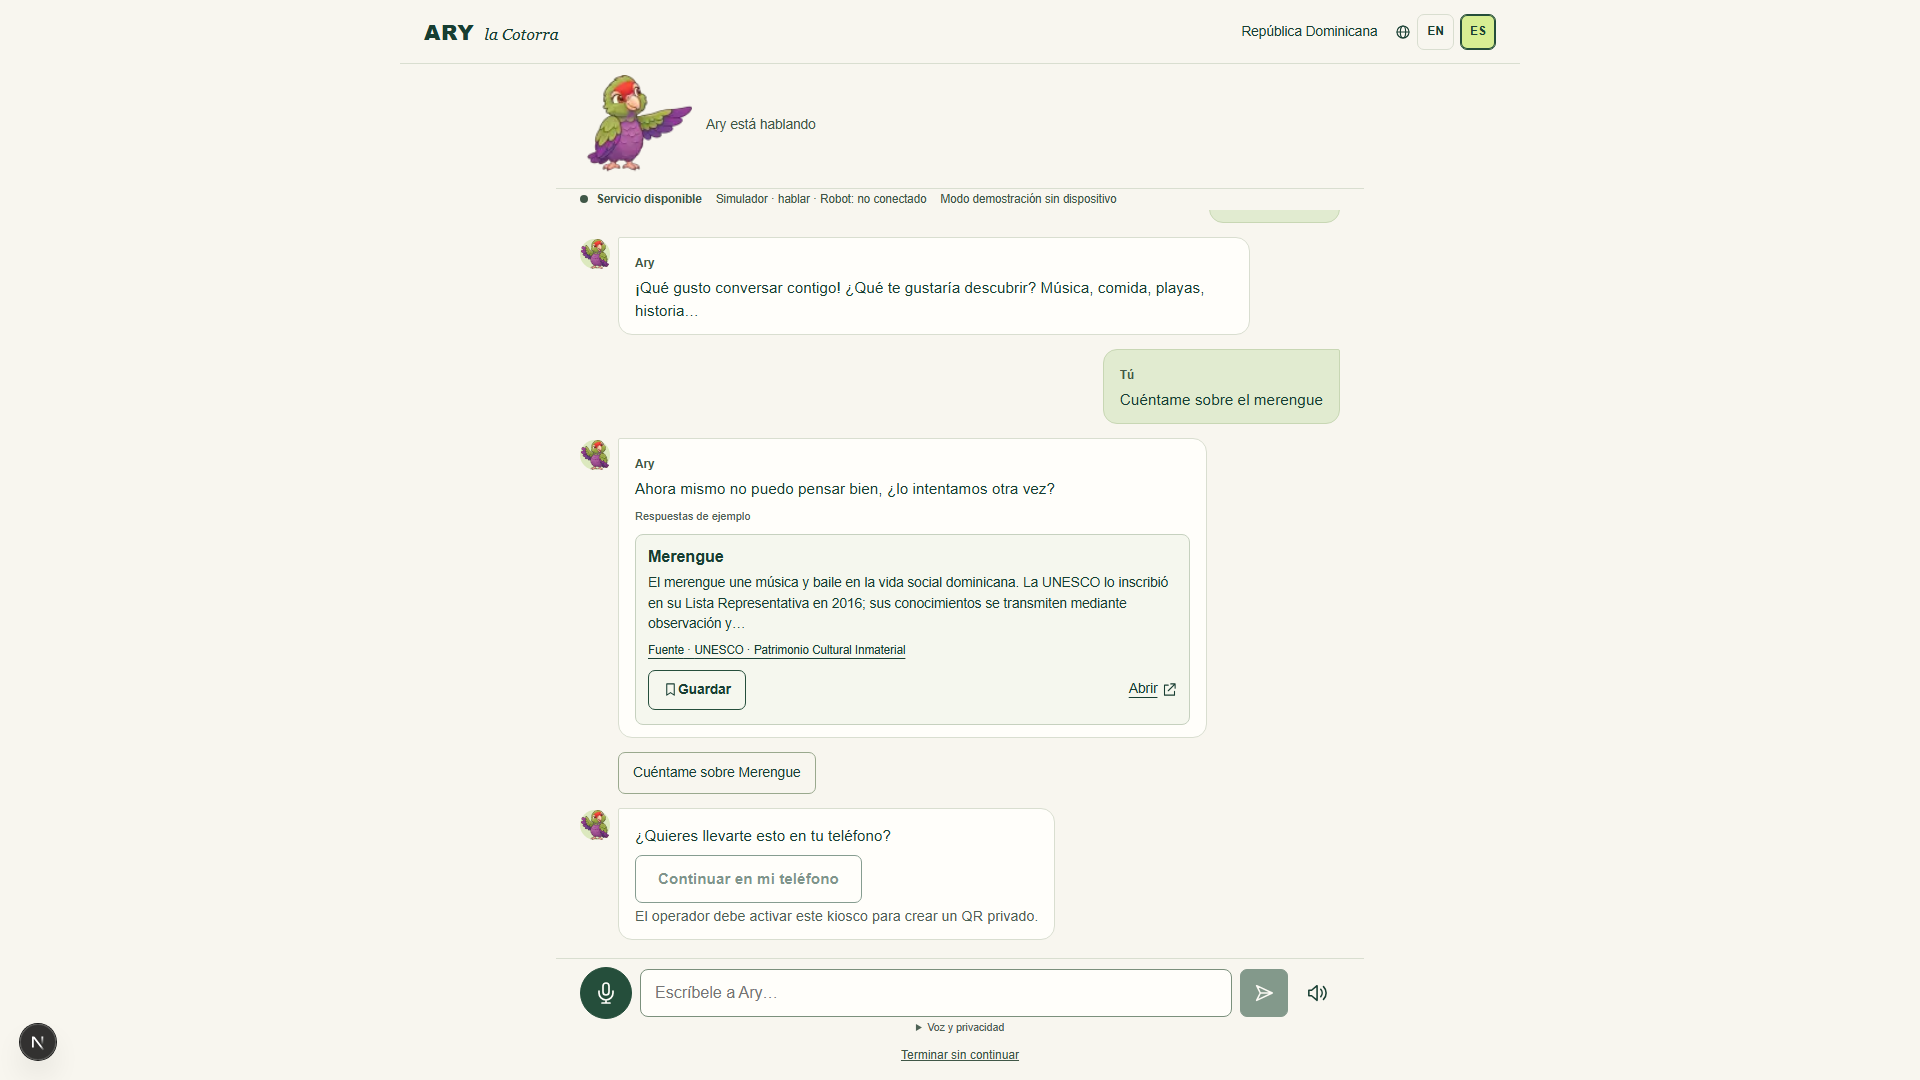 ARY la Cotorra
República Dominicana
EN
ES
Ary está hablando
Servicio disponible Simulador · hablar · Robot: no conectado Modo demostración sin dispositivo
Ary
¡Qué gusto conversar contigo! ¿Qué te gustaría descubrir? Música, comida, playas,
historia…
Tú
Cuéntame sobre el merengue
Ary
Ahora mismo no puedo pensar bien, ¿lo intentamos otra vez?
Respuestas de ejemplo
Merengue
El merengue une música y baile en la vida social dominicana. La UNESCO lo inscribió
en su Lista Representativa en 2016; sus conocimientos se transmiten mediante
observación y…
Fuente · UNESCO · Patrimonio Cultural Inmaterial
Guardar
Abrir
Cuéntame sobre Merengue
¿Quieres llevarte esto en tu teléfono?
Continuar en mi teléfono
El operador debe activar este kiosco para crear un QR privado.
Escríbele a Ary…
Voz y privacidad
Terminar sin continuar
N